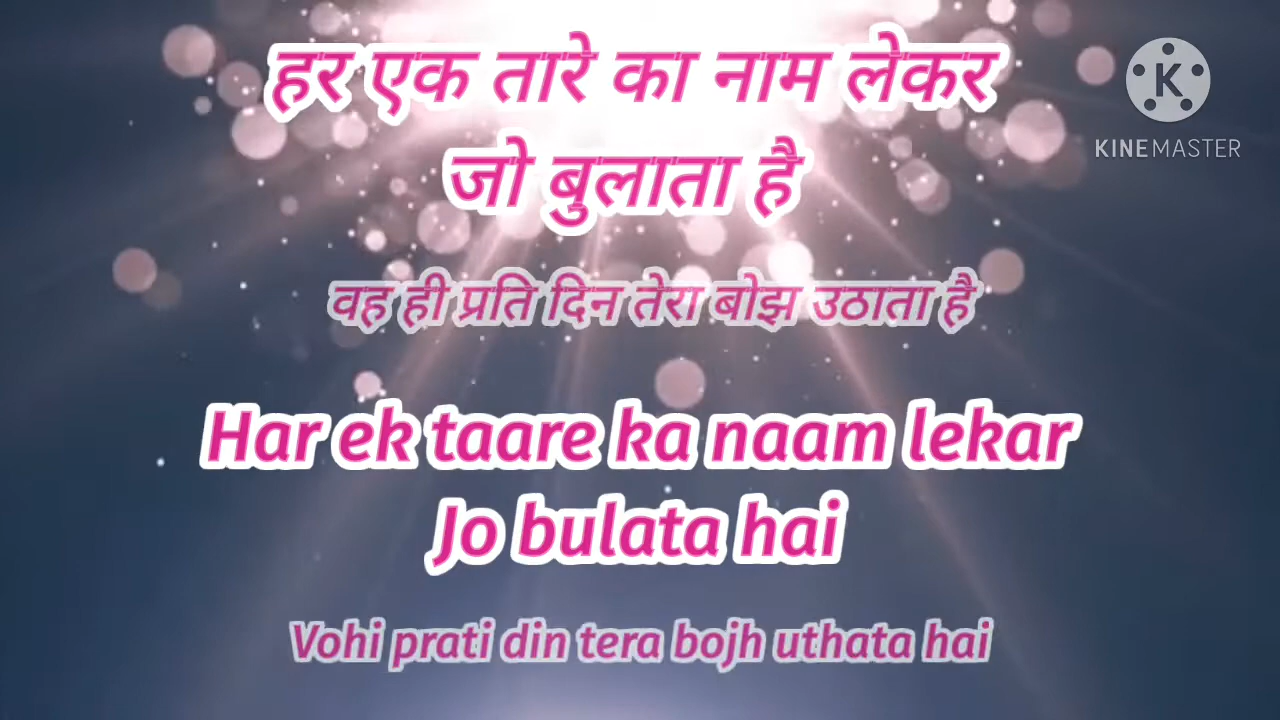 हर एक तारे का नाम लेकर
जो बुलाता है
वह ही प्रति दिन तेरा बोझ उठाता है
Har ek taare ka naam lekar
Jo bulata hai
Vohi prati din tera bojh uthata hai
K
KINEMASTER